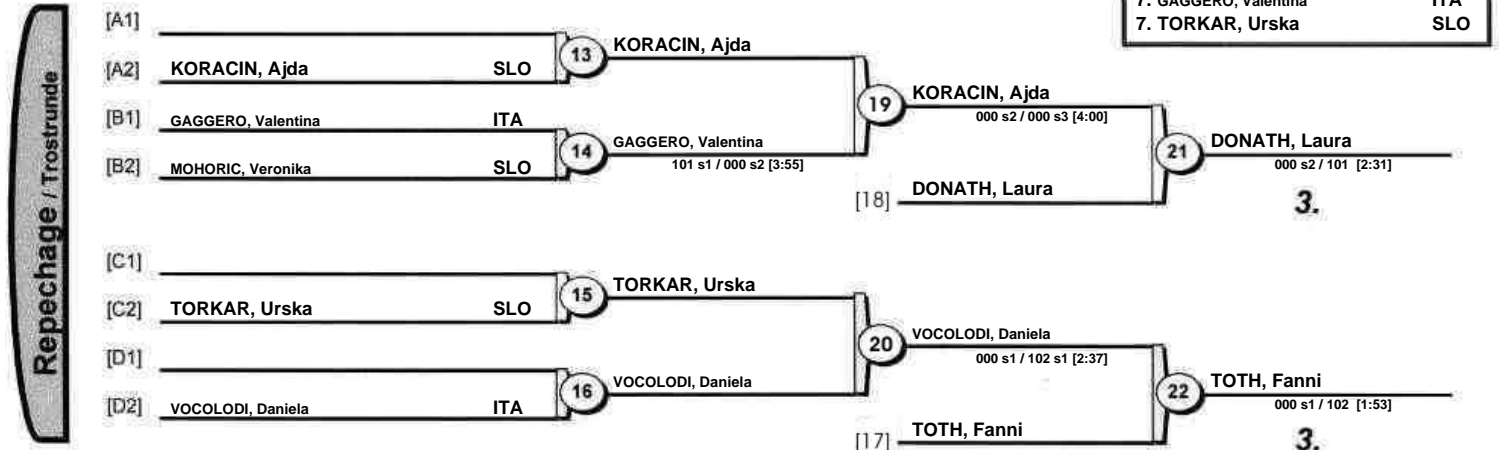 7. GAGGERO, Valentina ITA
7. TORKAR, Urska SLO
Repechage / Trostrunde
[A1]
[A2] KORACIN, Ajda SLO
13 KORACIN, Ajda
[B1] GAGGERO, Valentina ITA
[B2] MOHORIC, Veronika SLO
14 GAGGERO, Valentina
101 s1 / 000 s2 [3:55]
19 KORACIN, Ajda
000 s2 / 000 s3 [4:00]
[18] DONATH, Laura
21 DONATH, Laura
000 s2 / 101 [2:31]
3.
[C1]
[C2] TORKAR, Urska SLO
15 TORKAR, Urska
[D1]
[D2] VOCOLODI, Daniela ITA
16 VOCOLODI, Daniela
20 VOCOLODI, Daniela
000 s1 / 102 s1 [2:37]
[17] TOTH, Fanni
22 TOTH, Fanni
000 s1 / 102 [1:53]
3.